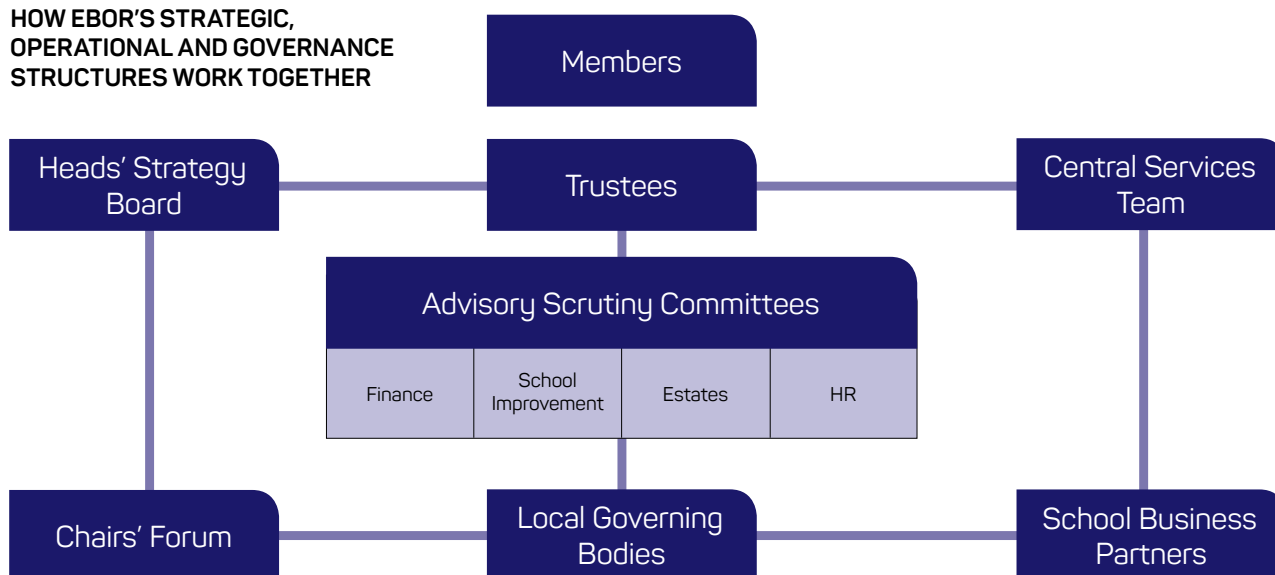 HOW EBOR'S STRATEGIC,
OPERATIONAL AND GOVERNANCE
STRUCTURES WORK TOGETHER
Members
Heads' Strategy
Board
Trustees
Central Services
Team
Advisory Scrutiny Committees
Finance
School
Improvement
Estates
HR
Chairs' Forum
Local Governing
Bodies
School Business
Partners